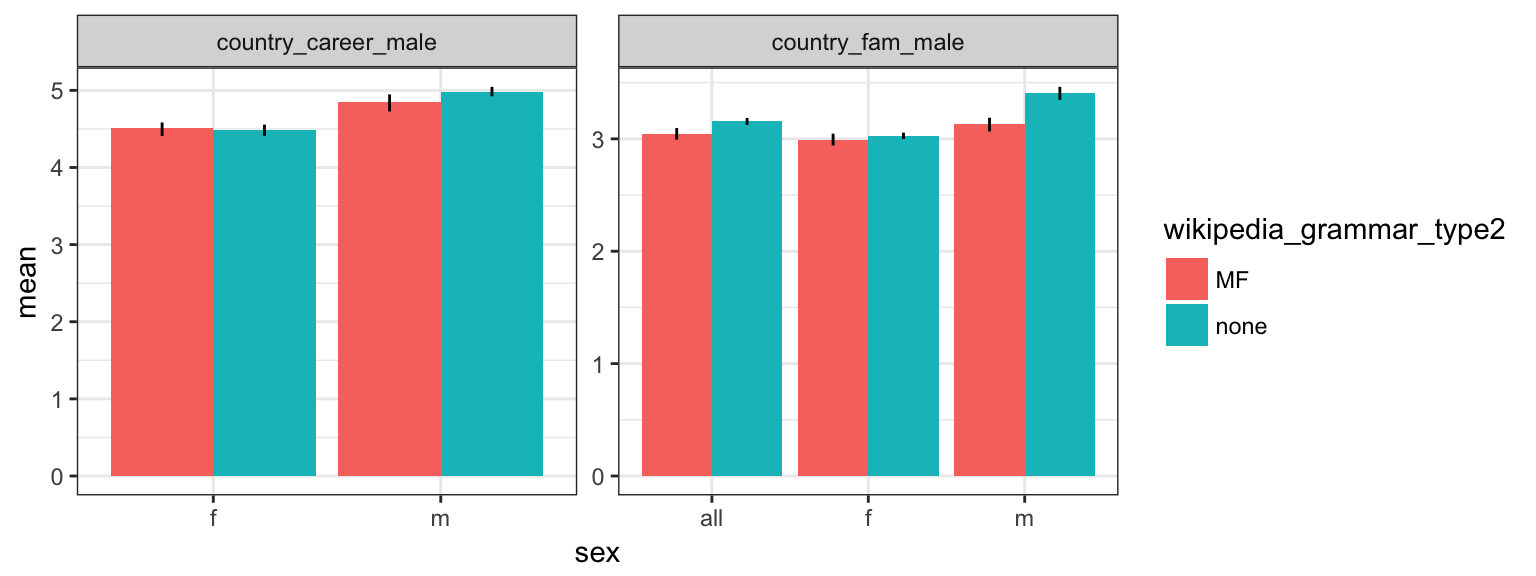 country_career_male
country_fam_male
5
4
3
2
1
0
3
2
1
0
mean
f
m
all
f
m
sex
wikipedia_grammar_type2
MF
none